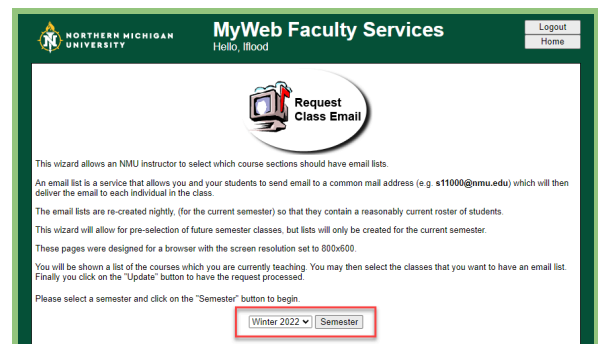 NORTHERN MICHIGAN
UNIVERSITY
MyWeb Faculty Services
Hello, lflood
Logout
Home
Request
Class Email
This wizard allows an NMU instructor to select which course sections should have email lists.
An email list is a service that allows you and your students to send email to a common mail address (e.g. s11000@nmu.edu) which will then
deliver the email to each individual in the class.
The email lists are re-created nightly, (for the current semester) so that they contain a reasonably current roster of students.
This wizard will allow for pre-selection of future semester classes, but lists will only be created for the current semester.
These pages were designed for a browser with the screen resolution set to 800x600.
You will be shown a list of the courses which you are currently teaching. You may then select the classes that you want to have an email list.
Finally you click on the "Update" button to have the request processed.
Please select a semester and click on the "Semester" button to begin.
Winter 2022 Semester